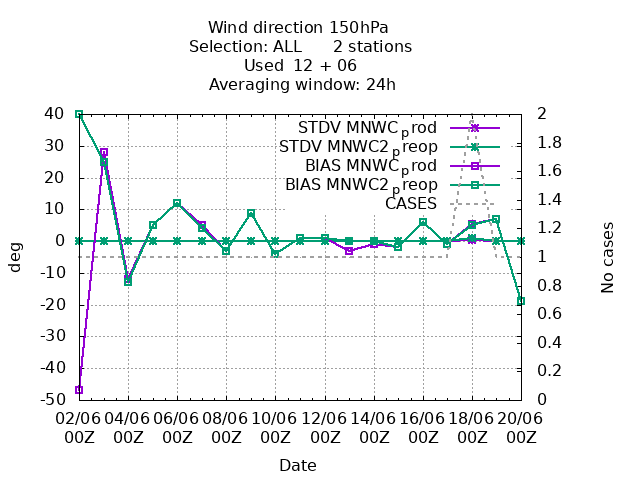 Wind direction 150hPa
Selection: ALL      2 stations
Used  12 + 06
Averaging window: 24h
STDV MNWC_prod
STDV MNWC2_preop
BIAS MNWC_prod
BIAS MNWC2_preop
CASES
40
30
20
10
0
-10
-20
-30
-40
-50
deg
2
1.8
1.6
1.4
1.2
1
0.8
0.6
0.4
0.2
0
No cases
02/06 04/06 06/06 08/06 10/06 12/06 14/06 16/06 18/06 20/06
00Z 00Z 00Z 00Z 00Z 00Z 00Z 00Z 00Z 00Z
Date